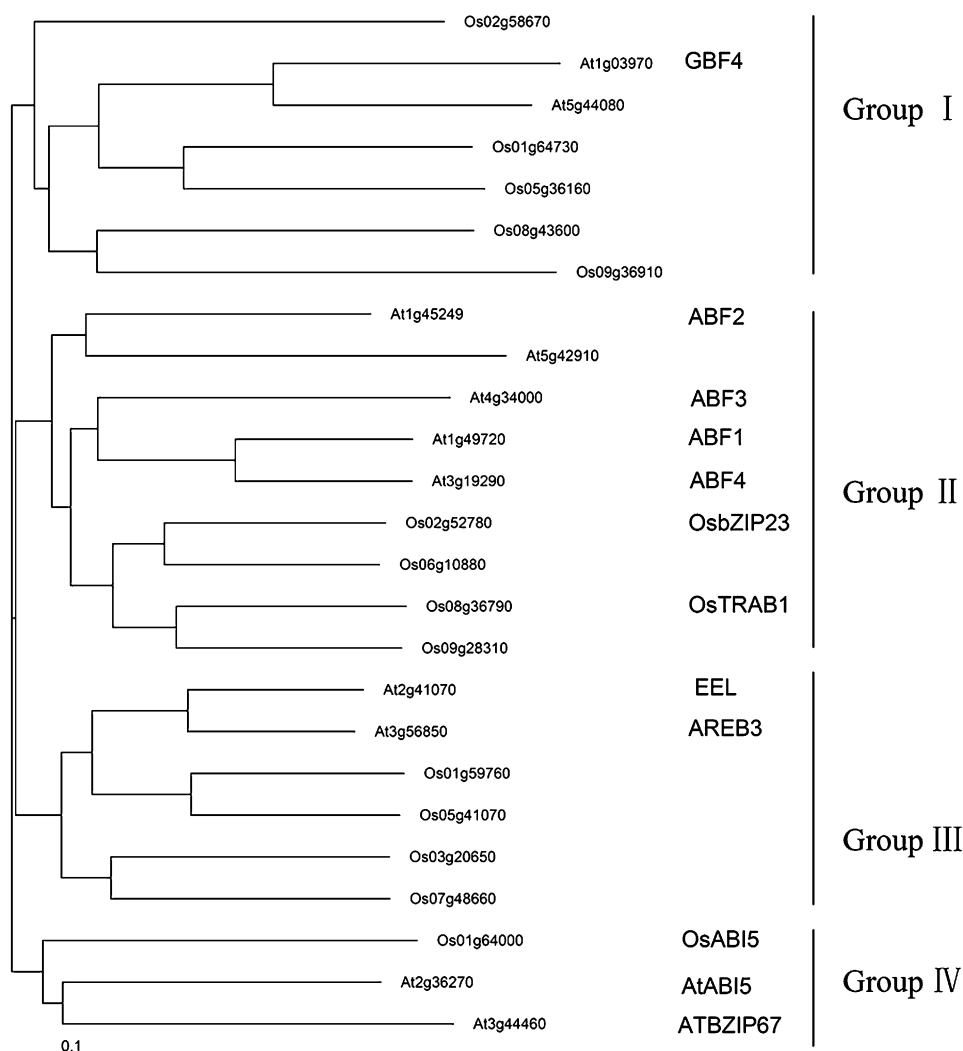 Os02g58670
At1g03970 GBF4
At5g44080
Group I
Os01g64730
Os05g36160
Os08g43600
Os09g36910
At1g45249 ABF2
At5g42910
At4g34000 ABF3
At1g49720 ABF1
At3g19290 ABF4
Group II
Os02g52780 OsbZIP23
Os06g10880
Os08g36790 OsTRAB1
Os09g28310
At2g41070 EEL
At3g56850 AREB3
Os01g59760
Os05g41070
Group III
Os03g20650
Os07g48660
Os01g64000 OsABI5
At2g36270 AtABI5
Group IV
At3g44460 ATBZIP67
0.1